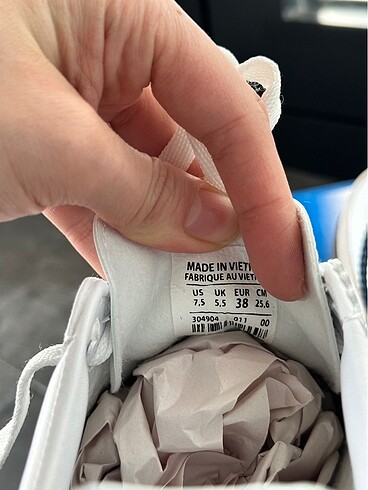 MADE IN VIET
FABRIQUE AU VIET
US UK EUR CM
7,5 5,5 38 25,6
304904 011 00